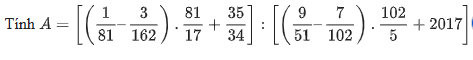 Tính A = [(1/81 – 3/162) . 81/17 + 35/34] : [(9/51 – 7/102) . 102/5 + 2017]